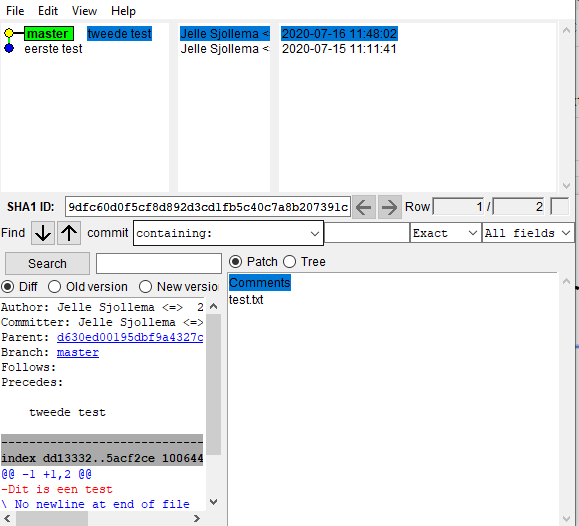 File Edit View Help
master tweede test Jelle Sjollema < 2020-07-16 11:48:02
eerste test Jelle Sjollema < 2020-07-15 11:11:41
SHA1 ID: 9dfc60d0f5cf8d892d3cd1fb5c40c7a8b207391c Row 1 / 2
Find commit containing: Exact All fields
Search
Patch Tree
Diff Old version New version
Comments
test.txt
Author: Jelle Sjollema <=> 2
Committer: Jelle Sjollema <=>
Parent: d630ed00195dbf9a4327c
Branch: master
Follows:
Precedes:
tweede test
index dd13332..5acf2ce 100644
@@ -1 +1,2 @@
-Dit is een test
\ No newline at end of file